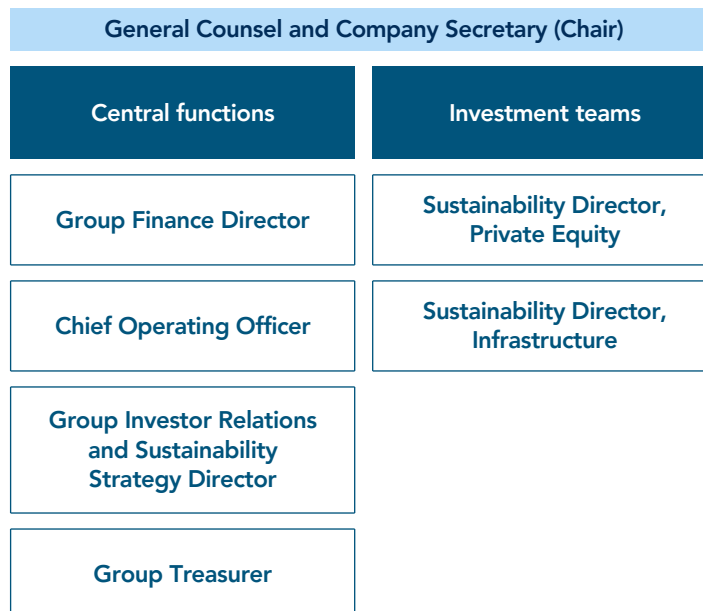 General Counsel and Company Secretary (Chair)
Central functions
Investment teams
Group Finance Director
Sustainability Director,
Private Equity
Chief Operating Officer
Sustainability Director,
Infrastructure
Group Investor Relations
and Sustainability
Strategy Director
Group Treasurer